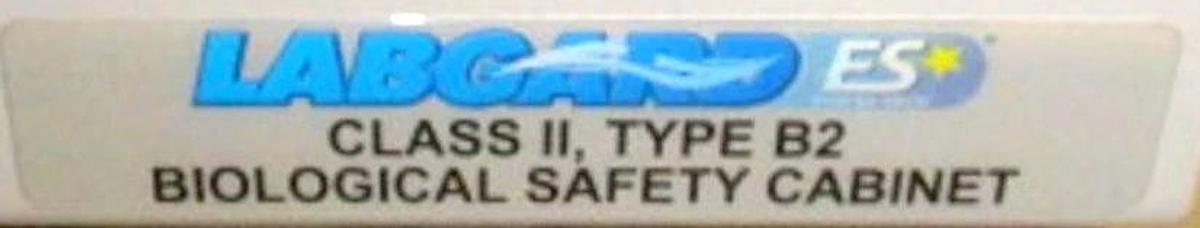 LABGARD ES
CLASS II, TYPE B2
BIOLOGICAL SAFETY CABINET